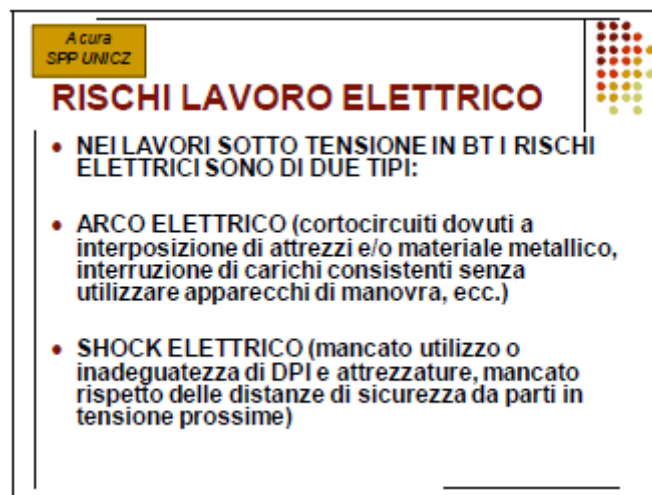 A cura
SPP UNICZ
RISCHI LAVORO ELETTRICO
• NEI LAVORI SOTTO TENSIONE IN BT I RISCHI
ELETTRICI SONO DI DUE TIPI:
• ARCO ELETTRICO (cortocircuiti dovuti a
interposizione di attrezzi e/o materiale metallico,
interruzione di carichi consistenti senza
utilizzare apparecchi di manovra, ecc.)
• SHOCK ELETTRICO (mancato utilizzo o
inadeguatezza di DPI e attrezzature, mancato
rispetto delle distanze di sicurezza da parti in
tensione prossime)